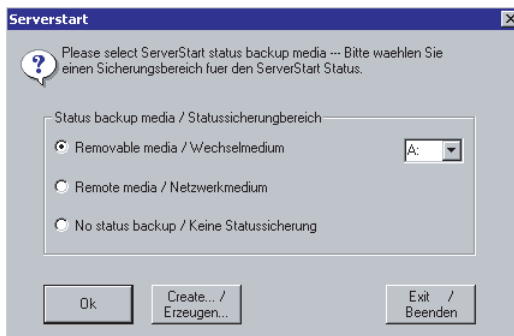 Serverstart
Please select ServerStart status backup media --- Bitte waehlen Sie
einen Sicherungsbereich fuer den ServerStart Status.
Status backup media / Statussicherungbereich
Removable media / Wechselmedium A:
Remote media / Netzwerkmedium
No status backup / Keine Statussicherung
Ok
Create... /
Erzeugen...
Exit /
Beenden